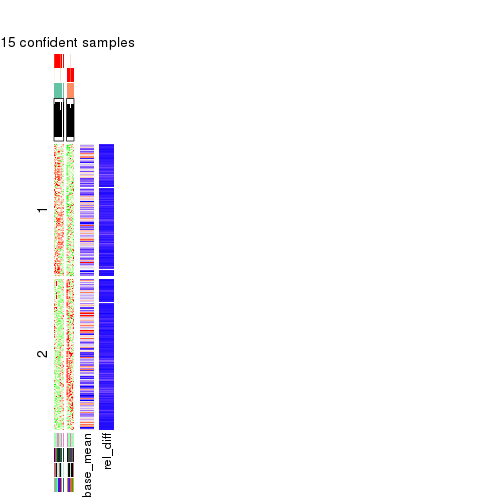 15 confident samples
1
2
base_mean
rel_diff